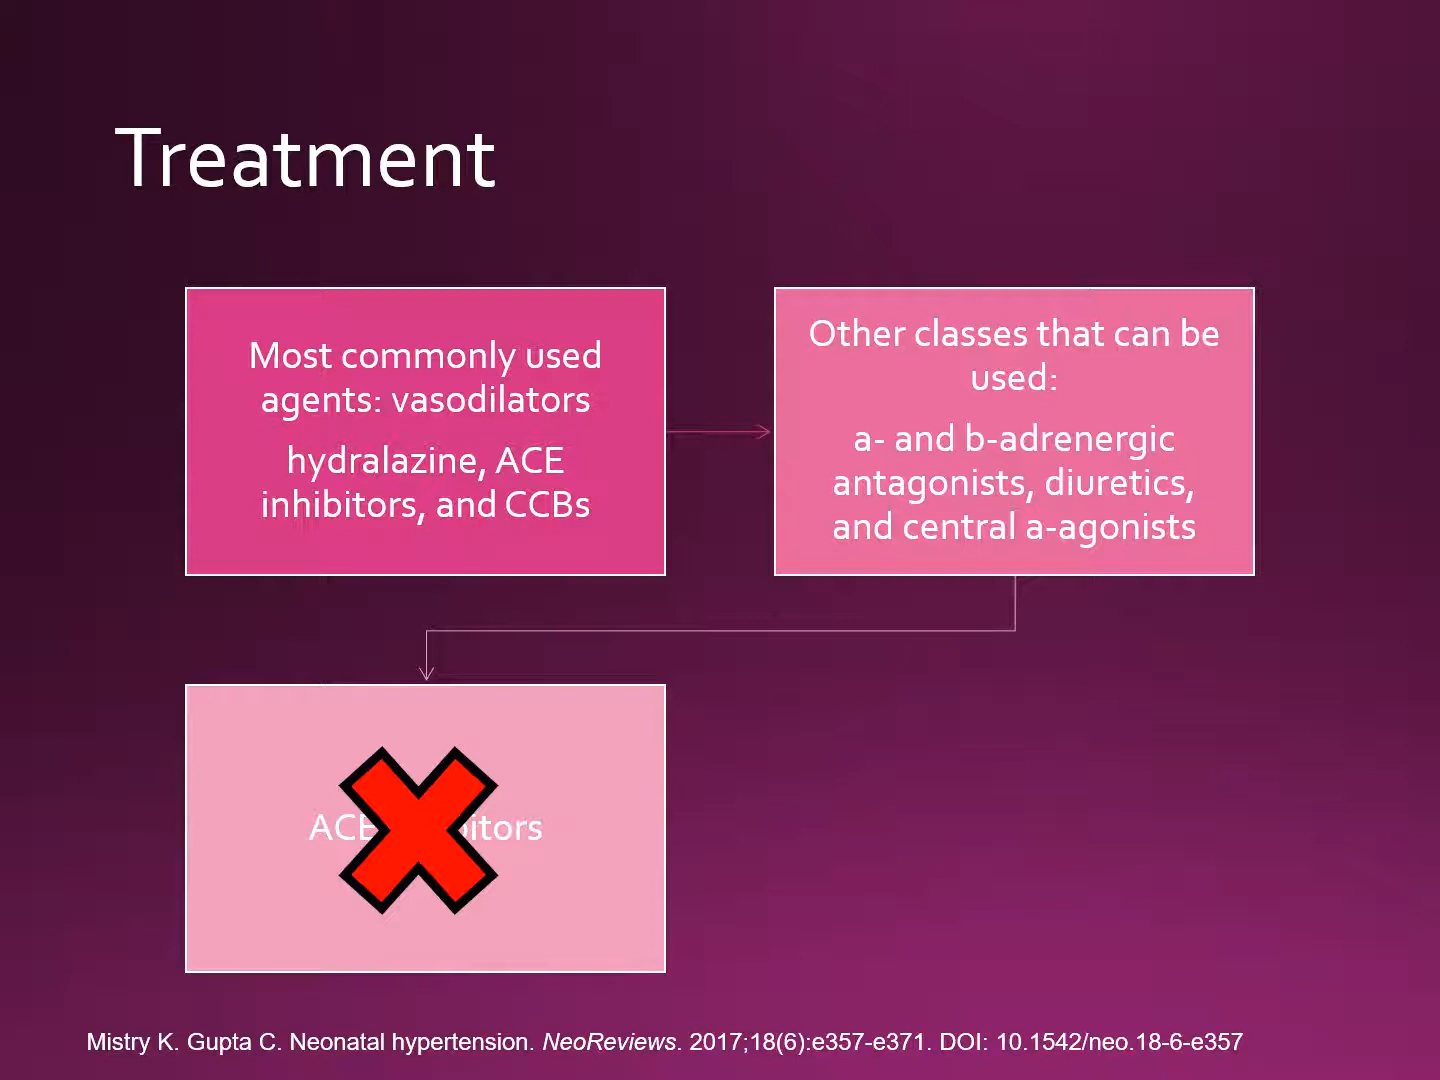 Treatment
Most commonly used
agents: vasodilators
hydralazine, ACE
inhibitors, and CCBs
Other classes that can be
used:
a- and b-adrenergic
antagonists, diuretics,
and central a-agonists
ACE
Mistry K. Gupta C. Neonatal hypertension. NeoReviews. 2017;18(6):e357-e371. DOI: 10.1542/neo.18-6-e357